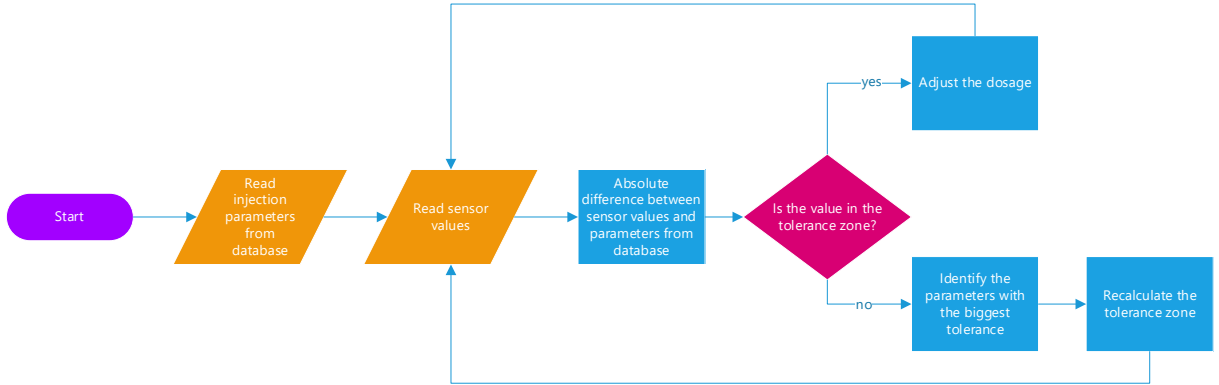 Start
Read
injection
parameters
from
database
Read sensor
values
Absolute
difference between
sensor values and
parameters from
database
Is the value in the
tolerance zone?
yes
Adjust the dosage
no
Identify the
parameters with
the biggest
tolerance
Recalculate the
tolerance zone